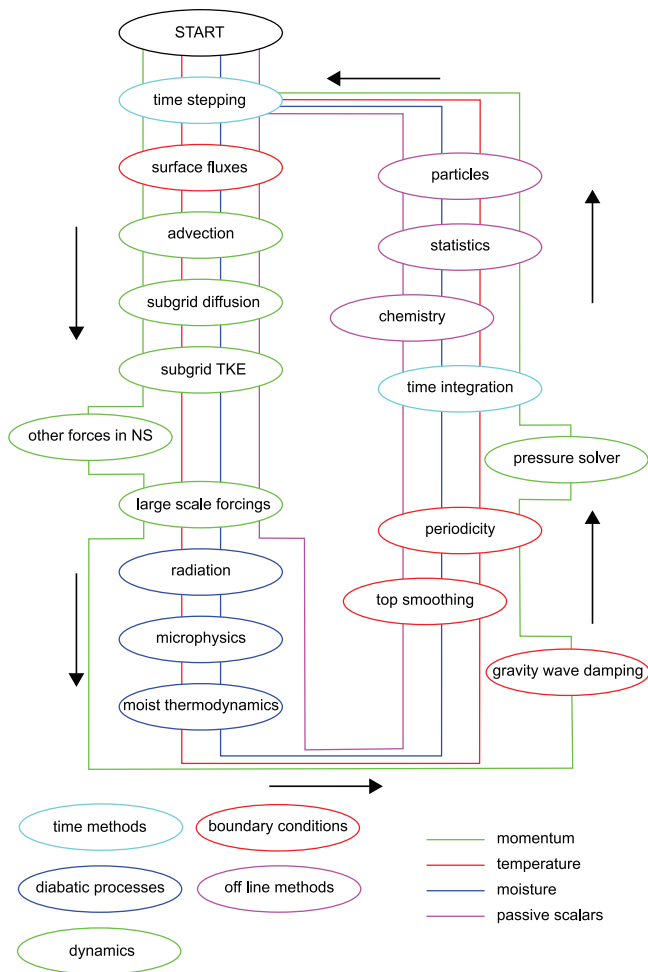 START
time stepping
surface fluxes
advection
subgrid diffusion
subgrid TKE
other forces in NS
large scale forcings
radiation
microphysics
moist thermodynamics
particles
statistics
chemistry
time integration
pressure solver
periodicity
top smoothing
gravity wave damping
time methods
boundary conditions
diabatic processes
off line methods
dynamics
momentum
temperature
moisture
passive scalars